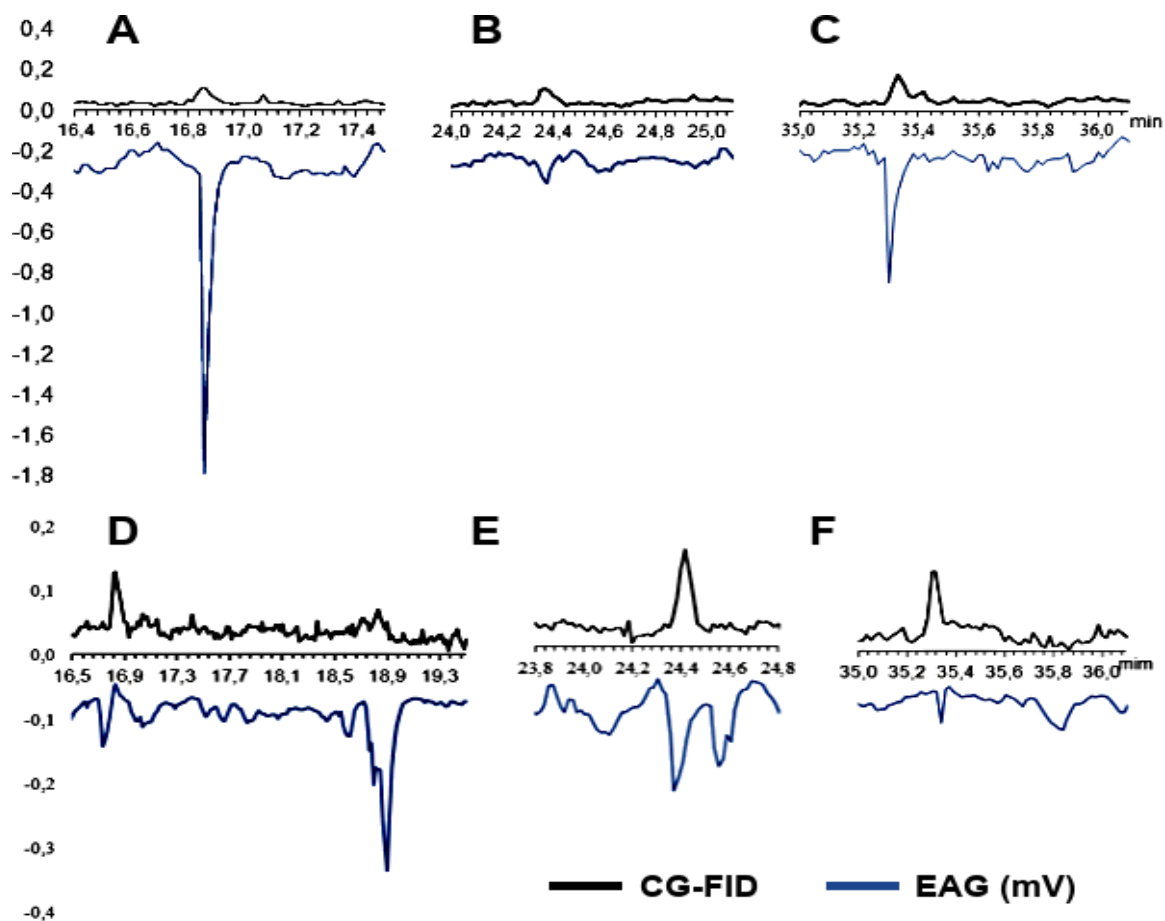 A
B
C
0,4
0,2
0,0
-0,2
-0,4
-0,6
-0,8
-1,0
-1,2
-1,4
-1,6
-1,8
16,4 16,6 16,8 17,0 17,2 17,4
24,0 24,2 24,4 24,6 24,8 25,0
35,0 35,2 35,4 35,6 35,8 36,0 min
D
E
F
0,2
0,1
0,0
-0,1
-0,2
-0,3
-0,4
16,5 16,9 17,3 17,7 18,1 18,5 18,9 19,3
23,8 24,0 24,2 24,4 24,6 24,8
35,0 35,2 35,4 35,6 35,8 36,0 mim
CG-FID
EAG (mV)